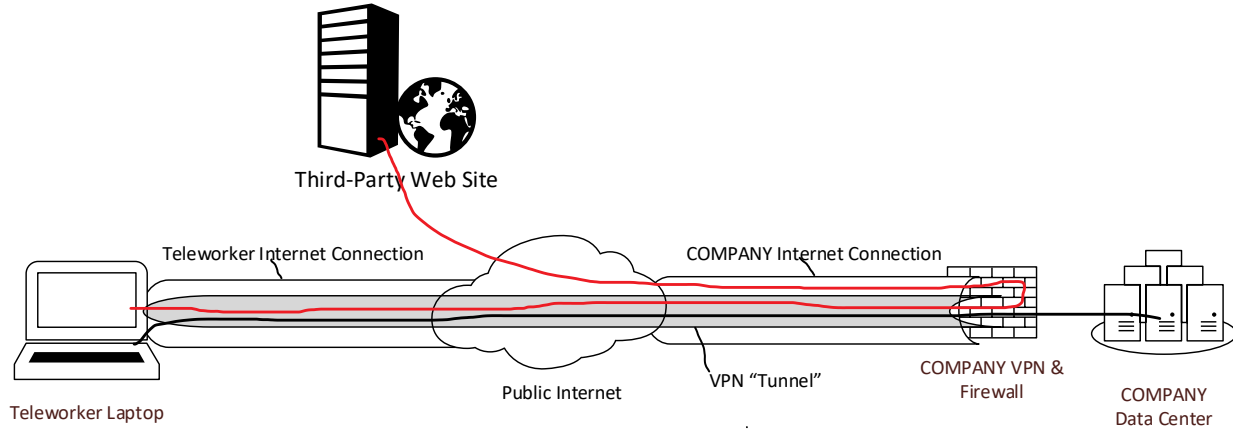 Third-Party Web Site
Teleworker Internet Connection
COMPANY Internet Connection
Public Internet
VPN “Tunnel”
COMPANY VPN &
Firewall
Teleworker Laptop
COMPANY
Data Center